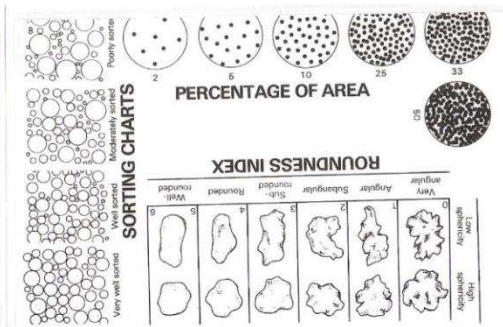 2 5 10 25 33
PERCENTAGE OF AREA
50
SORTING CHARTS
Very well sorted
Well sorted
Moderately sorted
Poorly sorted
ROUNDNESS INDEX
Very angular
Angular
Subangular
Sub-rounded
Rounded
Well-rounded
0 1 2 3 4 5 6
Low sphericity
High sphericity